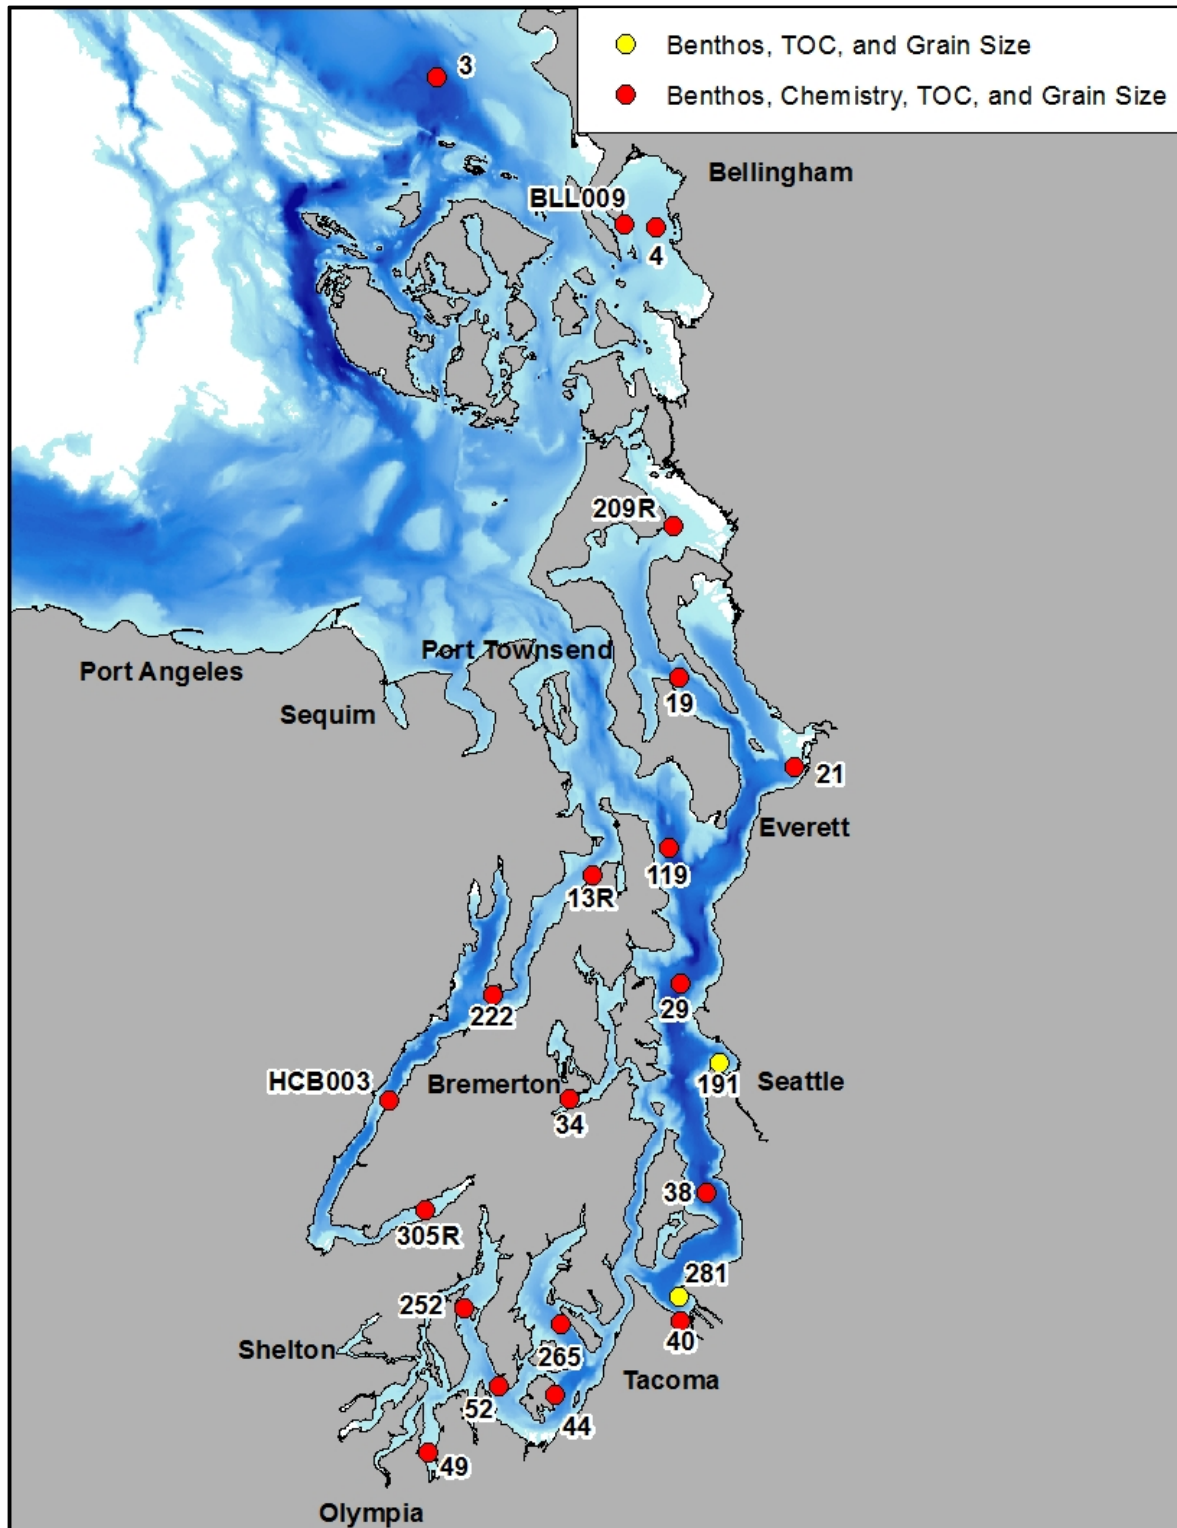 Benthos, TOC, and Grain Size
Benthos, Chemistry, TOC, and Grain Size
3
Bellingham
BLL009
4
209R
Port Townsend
Port Angeles
19
Sequim
21
Everett
119
13R
29
222
HCB003
Bremerton
191
Seattle
34
38
305R
281
252
40
Shelton
265
Tacoma
52
44
49
Olympia